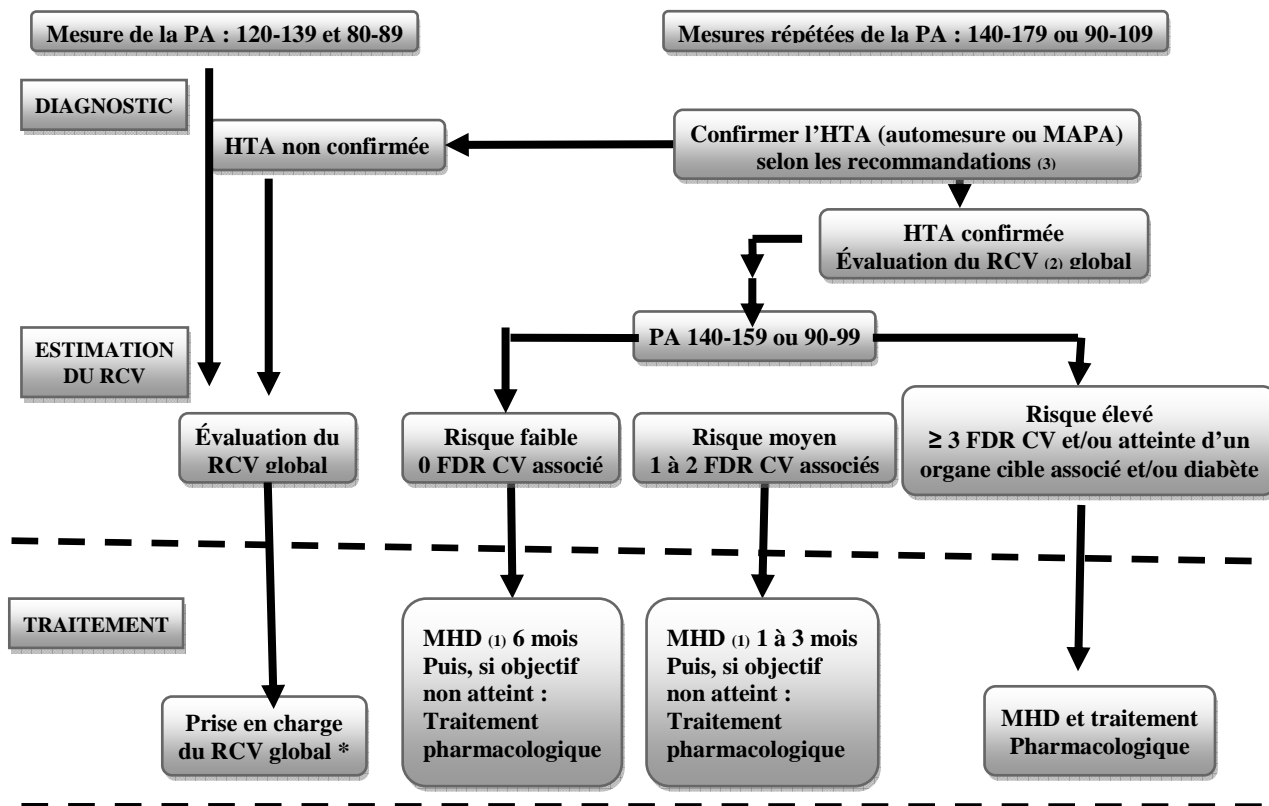 Mesure de la PA : 120-139 et 80-89
Mesures répétées de la PA : 140-179 ou 90-109
DIAGNOSTIC
HTA non confirmée
Confirmer l’HTA (automesure ou MAPA)
selon les recommandations (3)
HTA confirmée
Évaluation du RCV (2) global
PA 140-159 ou 90-99
ESTIMATION
DU RCV
Évaluation du
RCV global
Risque faible
0 FDR CV associé
Risque moyen
1 à 2 FDR CV associés
Risque élevé
≥ 3 FDR CV et/ou atteinte d’un
organe cible associé et/ou diabète
TRAITEMENT
Prise en charge
du RCV global *
MHD (1) 6 mois
Puis, si objectif
non atteint :
Traitement
pharmacologique
MHD (1) 1 à 3 mois
Puis, si objectif
non atteint :
Traitement
pharmacologique
MHD et traitement
Pharmacologique